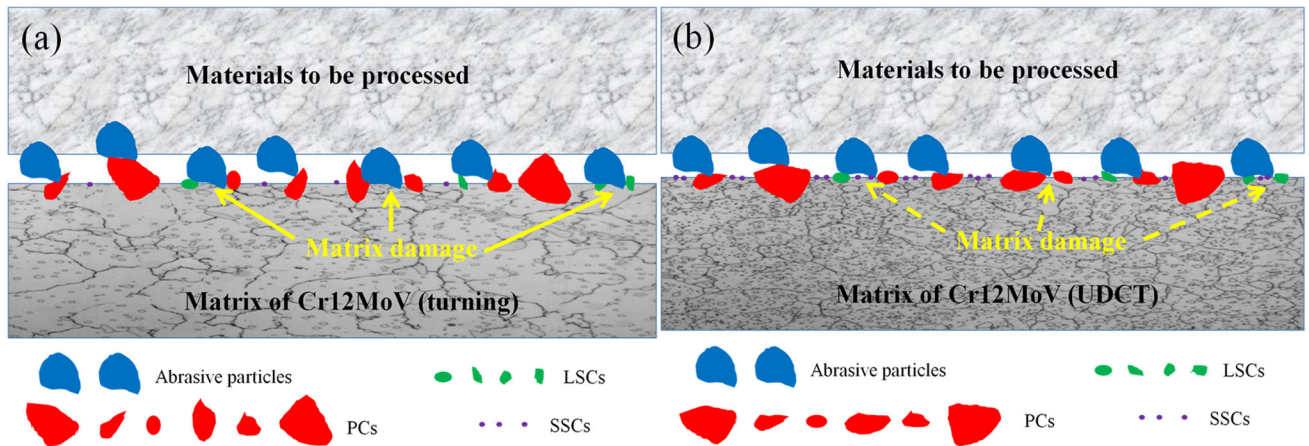 (a)
Materials to be processed
Matrix damage
Matrix of Cr12MoV (turning)
Abrasive particles
LSCs
PCs
SSCs
(b)
Materials to be processed
Matrix damage
Matrix of Cr12MoV (UDCT)
Abrasive particles
LSCs
PCs
SSCs